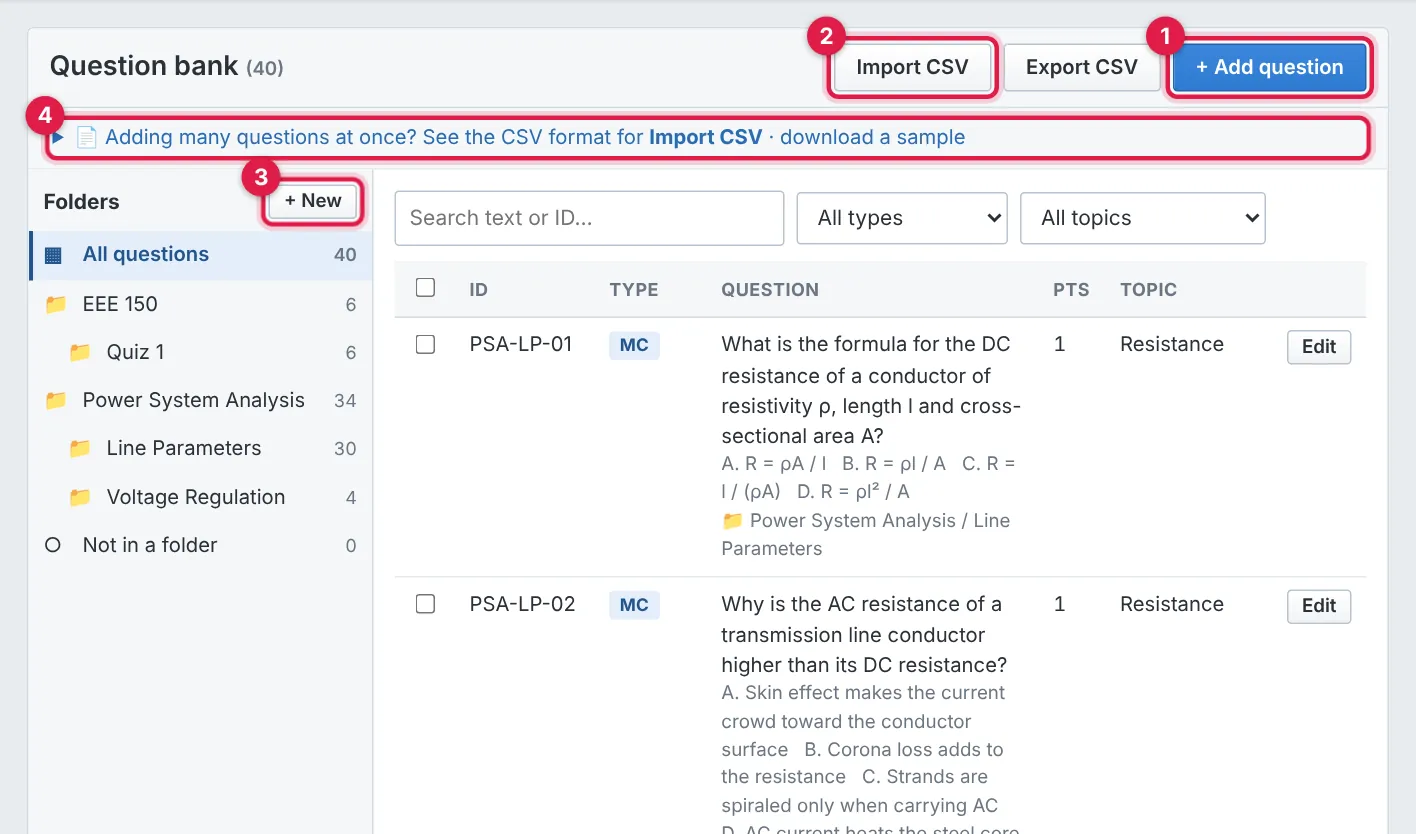 2
1
Question bank (40)
Import CSV
Export CSV
+ Add question
4
Adding many questions at once? See the CSV format for Import CSV · download a sample
3
Folders
+ New
All questions 40
EEE 150 6
Quiz 1 6
Power System Analysis 34
Line Parameters 30
Voltage Regulation 4
Not in a folder 0
Search text or ID...
All types
All topics
ID TYPE QUESTION PTS TOPIC
PSA-LP-01 MC What is the formula for the DC 1 Resistance Edit
resistance of a conductor of
resistivity ρ, length l and cross-
sectional area A?
A. R = ρA / l B. R = ρl / A C. R =
l / (ρA) D. R = ρl² / A
Power System Analysis / Line
Parameters
PSA-LP-02 MC Why is the AC resistance of a 1 Resistance Edit
transmission line conductor
higher than its DC resistance?
A. Skin effect makes the current
crowd toward the conductor
surface B. Corona loss adds to
the resistance C. Strands are
spiraled only when carrying AC
D. AC current heats the steel core